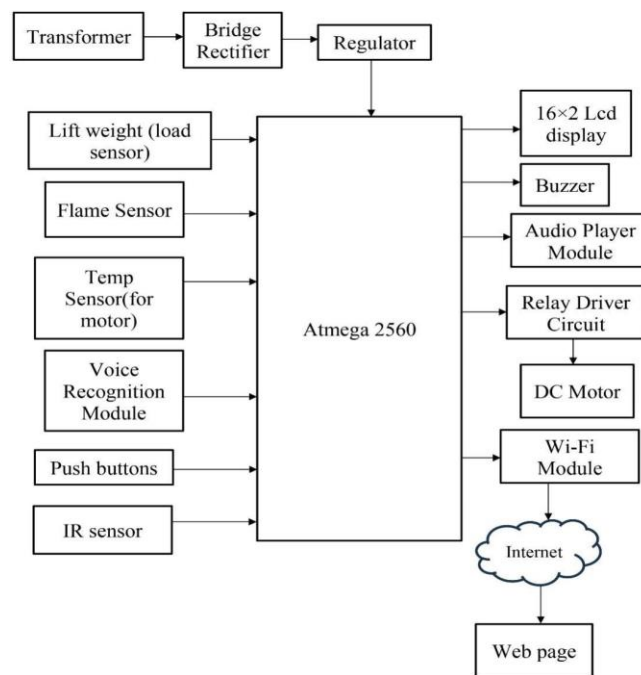 Transformer
Bridge
Rectifier
Regulator
Lift weight (load
sensor)
Flame Sensor
Temp
Sensor(for
motor)
Voice
Recognition
Module
Push buttons
IR sensor
Atmega 2560
16×2 Lcd
display
Buzzer
Audio Player
Module
Relay Driver
Circuit
DC Motor
Wi-Fi
Module
Internet
Web page